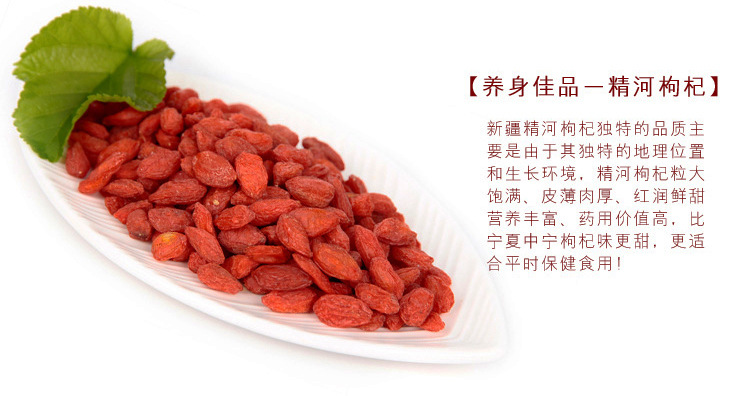 【养身佳品—精河枸杞】
新疆精河枸杞独特的品质主
要是由于其独特的地理位置
和生长环境，精河枸杞粒大
饱满、皮薄肉厚、红润鲜甜
营养丰富、药用价值高，比
宁夏中宁枸杞味更甜，更适
合平时保健食用！